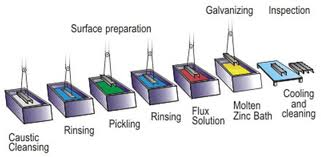 Galvanizing
Inspection
Surface preparation
Caustic
Cleansing
Rinsing
Pickling
Rinsing
Flux
Solution
Molten
Zinc Bath
Cooling
and
cleaning